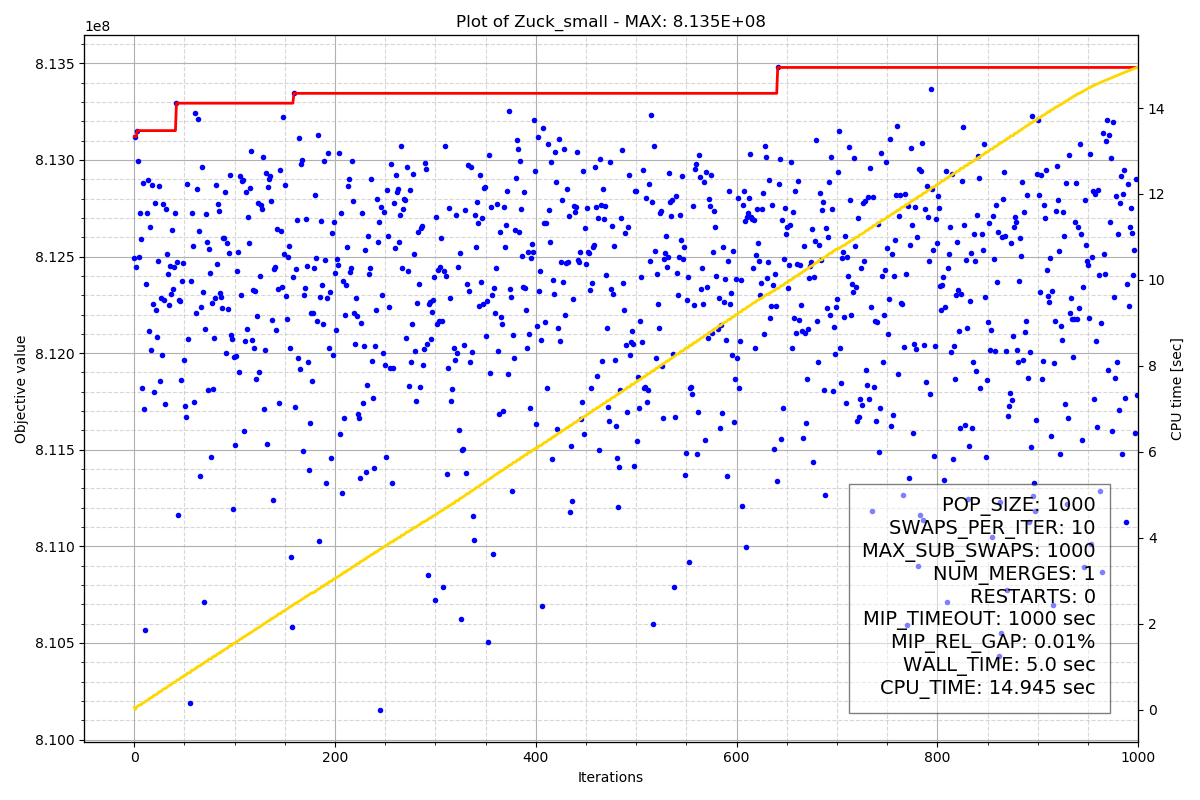 Plot of Zuck_small - MAX: 8.135E+08
1e8
8.135
8.130
8.125
8.120
8.115
8.110
8.105
8.100
Objective value
14
12
10
8
6
4
2
0
CPU time [sec]
POP_SIZE: 1000
SWAPS_PER_ITER: 10
MAX_SUB_SWAPS: 1000
NUM_MERGES: 1
RESTARTS: 0
MIP_TIMEOUT: 1000 sec
MIP_REL_GAP: 0.01%
WALL_TIME: 5.0 sec
CPU_TIME: 14.945 sec
0 200 400 600 800 1000
Iterations